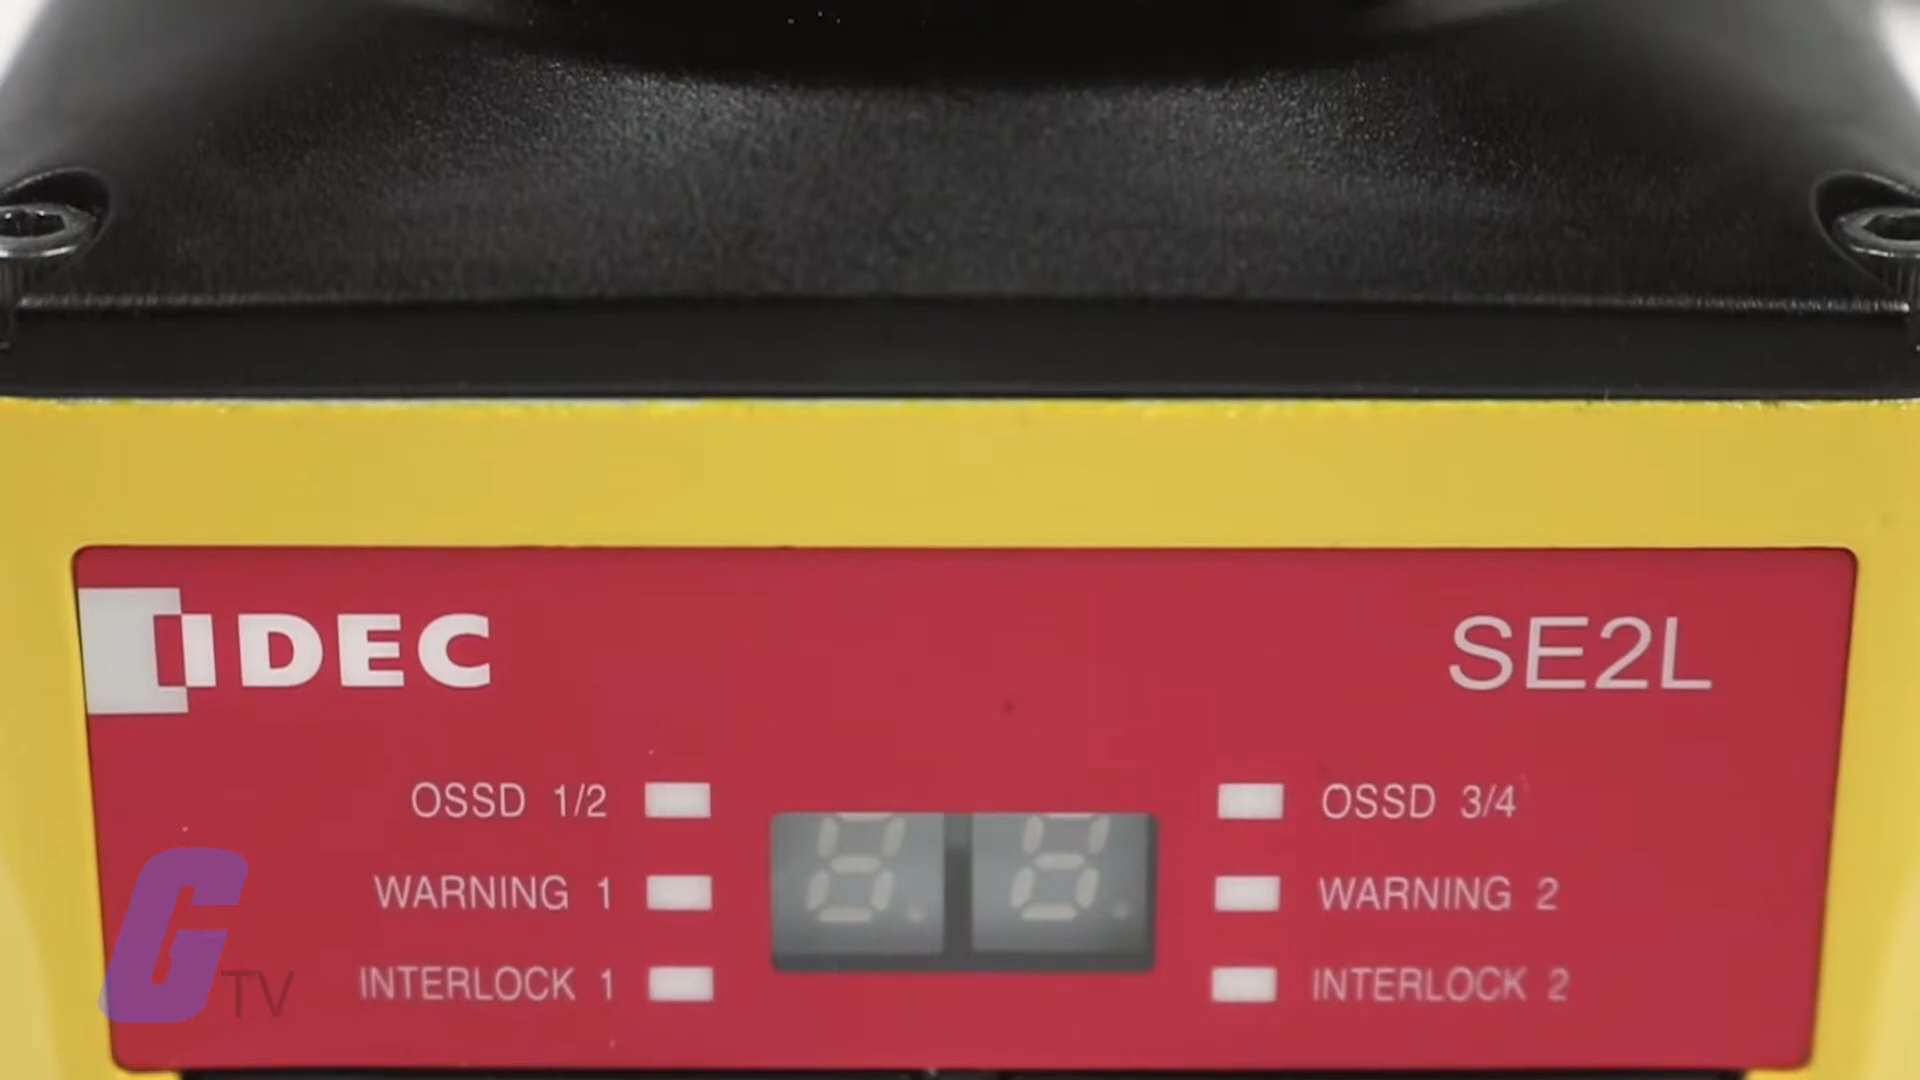 IDEC
SE2L
OSSD 1/2
OSSD 3/4
WARNING 1
WARNING 2
INTERLOCK 1
INTERLOCK 2
G TV